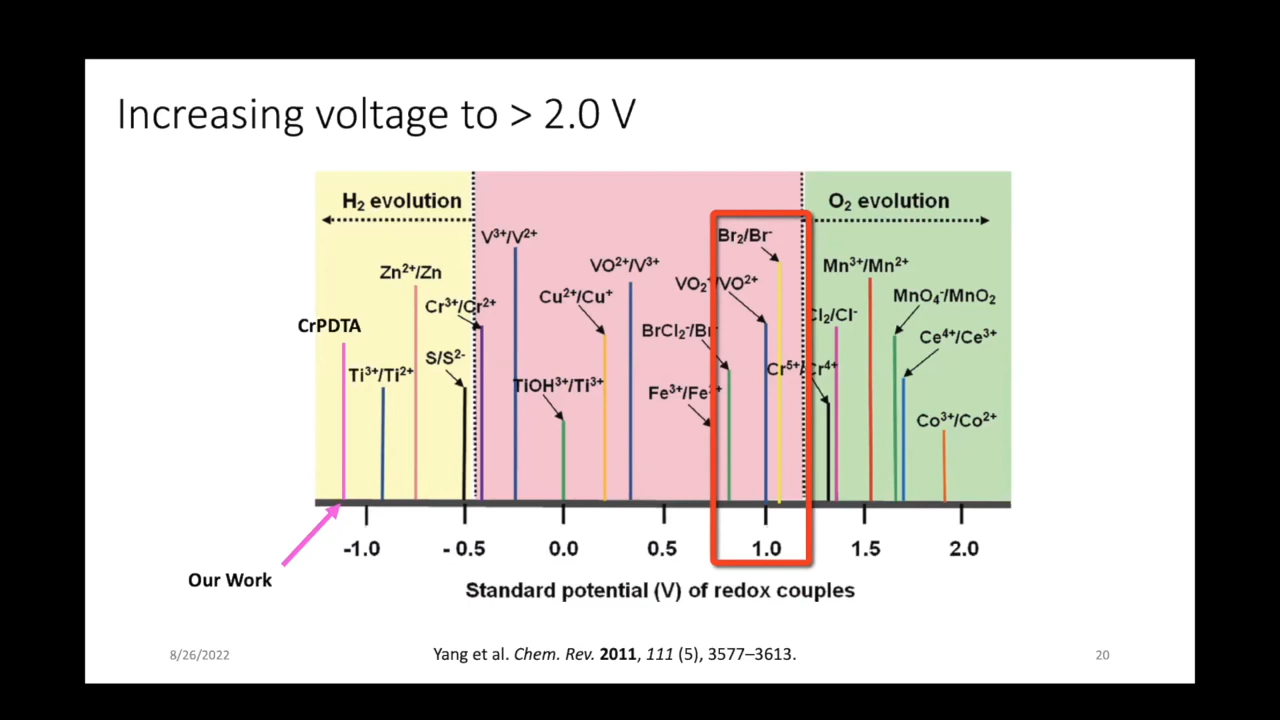 Increasing voltage to > 2.0 V
H₂ evolution
O₂ evolution
V³⁺/V²⁺
Br₂/Br⁻
Zn²⁺/Zn
VO²⁺/V³⁺
Mn³⁺/Mn²⁺
VO₂⁺/VO²⁺
Cu²⁺/Cu⁺
MnO₄⁻/MnO₂
Cr³⁺/Cr²⁺
Cl₂/Cl⁻
CrPDTA
BrCl₂⁻/Br⁻
Ce⁴⁺/Ce³⁺
S/S²⁻
Ti³⁺/Ti²⁺
Cr⁵⁺/Cr⁴⁺
TiOH³⁺/Ti³⁺
Fe³⁺/Fe²⁺
Co³⁺/Co²⁺
-1.0 - 0.5 0.0 0.5 1.0 1.5 2.0
Our Work
Standard potential (V) of redox couples
8/26/2022
Yang et al. Chem. Rev. 2011, 111 (5), 3577–3613.
20